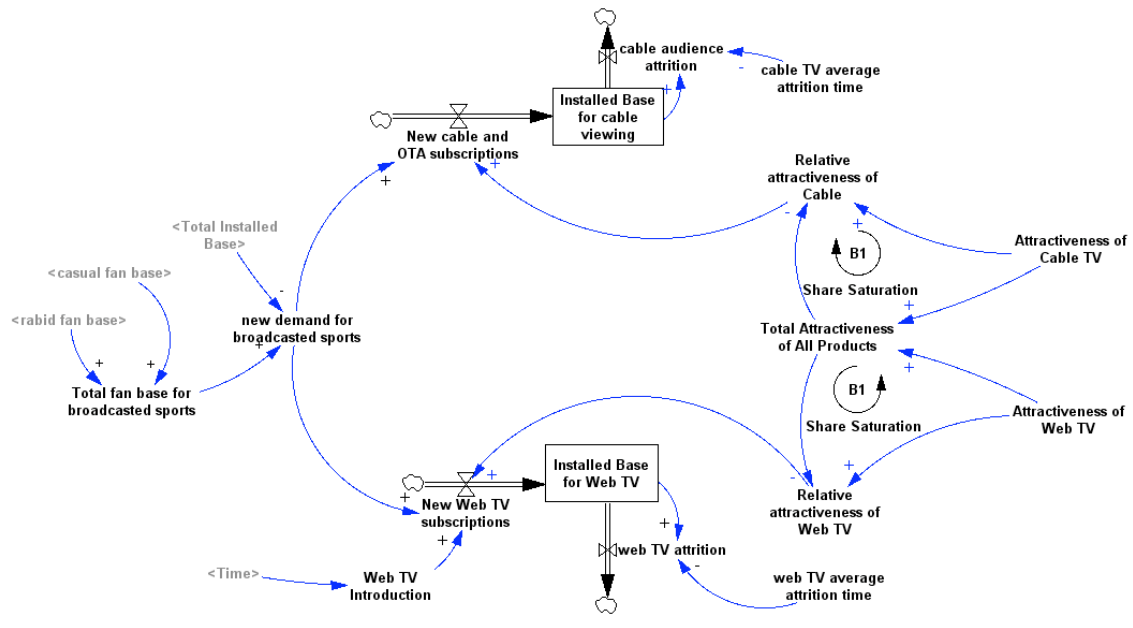 cable audience
attrition
cable TV average
attrition time
Installed Base
for cable
viewing
New cable and
OTA subscriptions
Relative
attractiveness of
Cable
<Total Installed
Base>
<casual fan base>
<rabid fan base>
new demand for
broadcasted sports
Total fan base for
broadcasted sports
B1
Share Saturation
Attractiveness of
Cable TV
Total Attractiveness
of All Products
B1
Share Saturation
Attractiveness of
Web TV
Installed Base
for Web TV
New Web TV
subscriptions
Relative
attractiveness of
Web TV
web TV attrition
<Time>
Web TV
Introduction
web TV average
attrition time